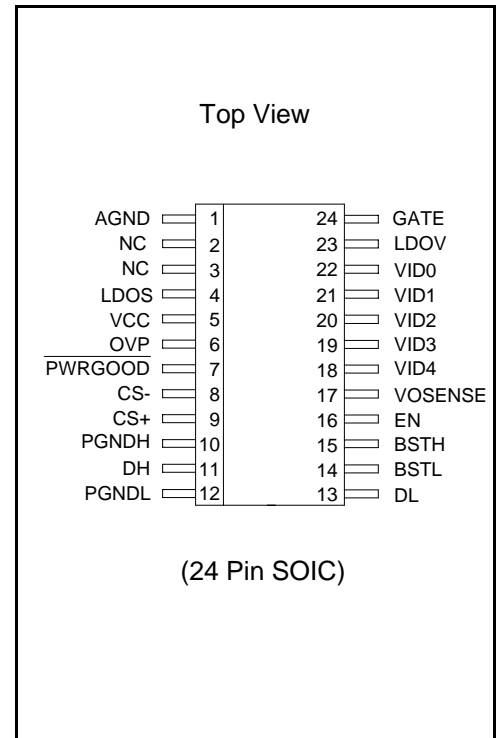 Top View
AGND 1 24 GATE
NC 2 23 LDOV
NC 3 22 VID0
LDOS 4 21 VID1
VCC 5 20 VID2
OVP 6 19 VID3
PWRGOOD 7 18 VID4
CS- 8 17 VOSENSE
CS+ 9 16 EN
PGNDH 10 15 BSTH
DH 11 14 BSTL
PGNDL 12 13 DL
(24 Pin SOIC)